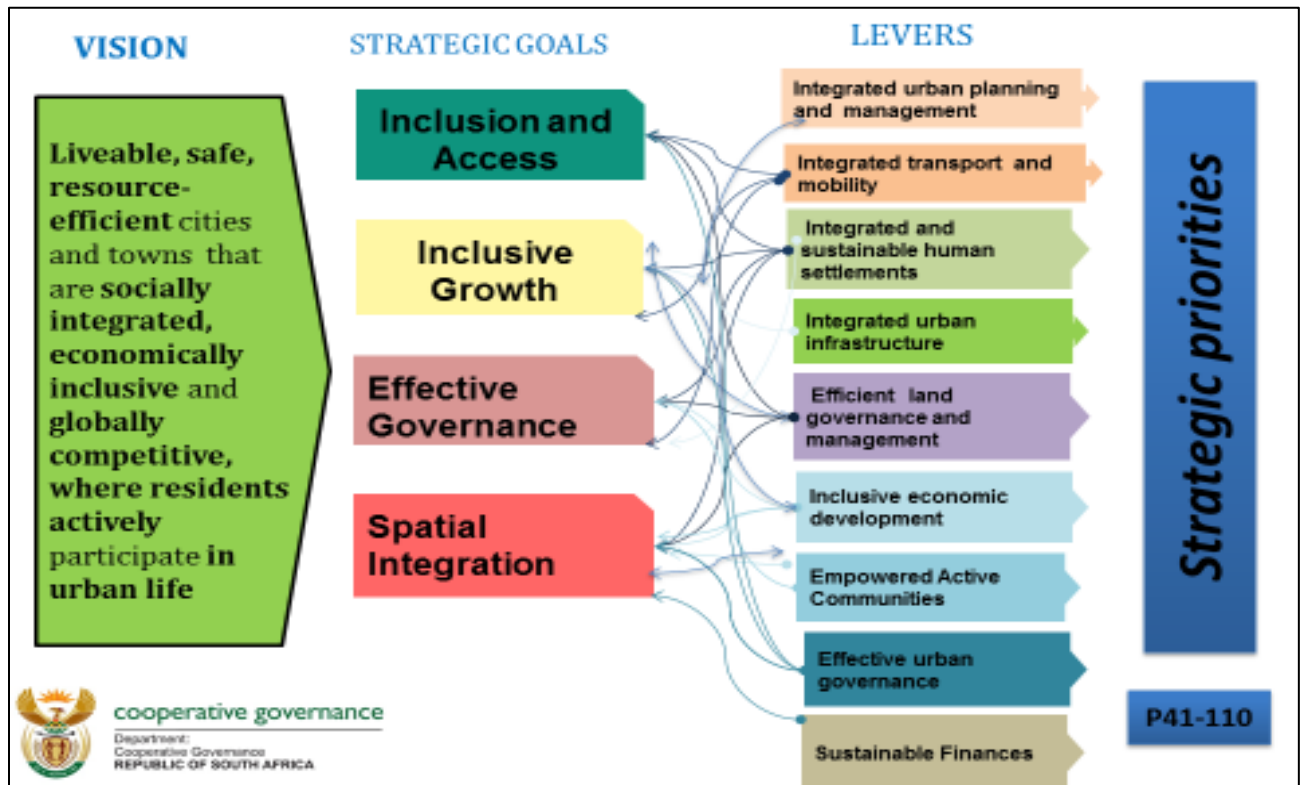 VISION
Liveable, safe,
resource-
efficient cities
and towns that
are socially
integrated,
economically
inclusive and
globally
competitive,
where residents
actively
participate in
urban life
STRATEGIC GOALS
Inclusion and
Access
Inclusive
Growth
Effective
Governance
Spatial
Integration
LEVERS
Integrated urban planning
and management
Integrated transport and
mobility
Integrated and
sustainable human
settlements
Integrated urban
infrastructure
Efficient land
governance and
management
Inclusive economic
development
Empowered Active
Communities
Effective urban
governance
Sustainable Finances
Strategic priorities
P41-110
cooperative governance
Department:
Cooperative Governance
REPUBLIC OF SOUTH AFRICA